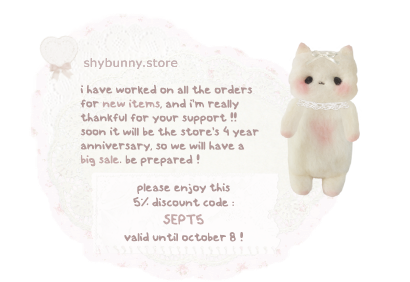 shybunny.store
i have worked on all the orders
for new items, and i'm really
thankful for your support !!
soon it will be the store's 4 year
anniversary, so we will have a
big sale. be prepared !
please enjoy this
5% discount code :
SEPT5
valid until october 8 !